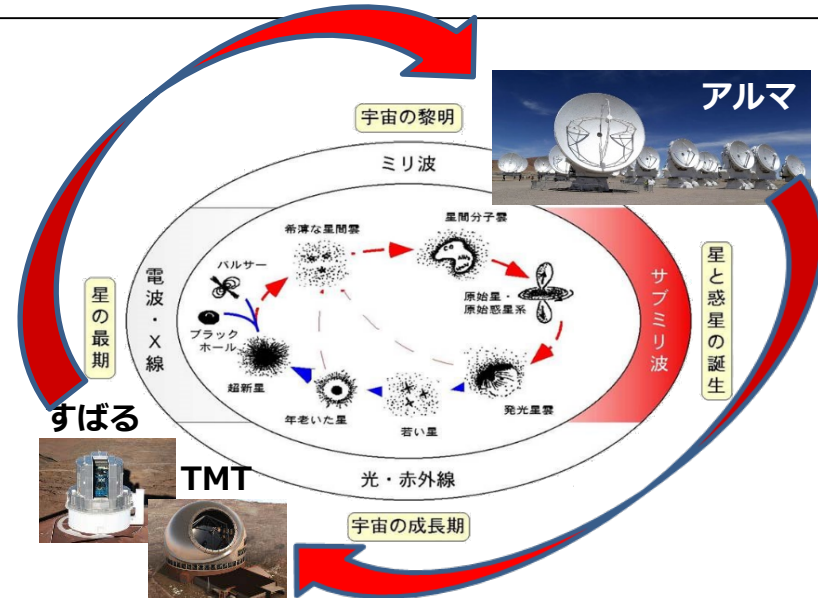 アルマ
宇宙の黎明
ミリ波
星間分子雲
希薄な星間雲
パルサー
原始星・
原始惑星系
ブラック
ホール
超新星
年老いた星
若い星
発光星雲
電波・X線
サブミリ波
星の最期
星と惑星の誕生
すばる
TMT
光・赤外線
宇宙の成長期